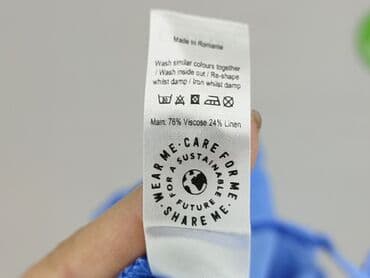 Made in Romania
Wash similar colours together
/ Wash inside out / Re-shape
whilst damp / Iron whilst damp
Main: 76% Viscose 24% Linen
WEAR ME · CARE FOR ME · SHARE ME ·
FOR A SUSTAINABLE FUTURE